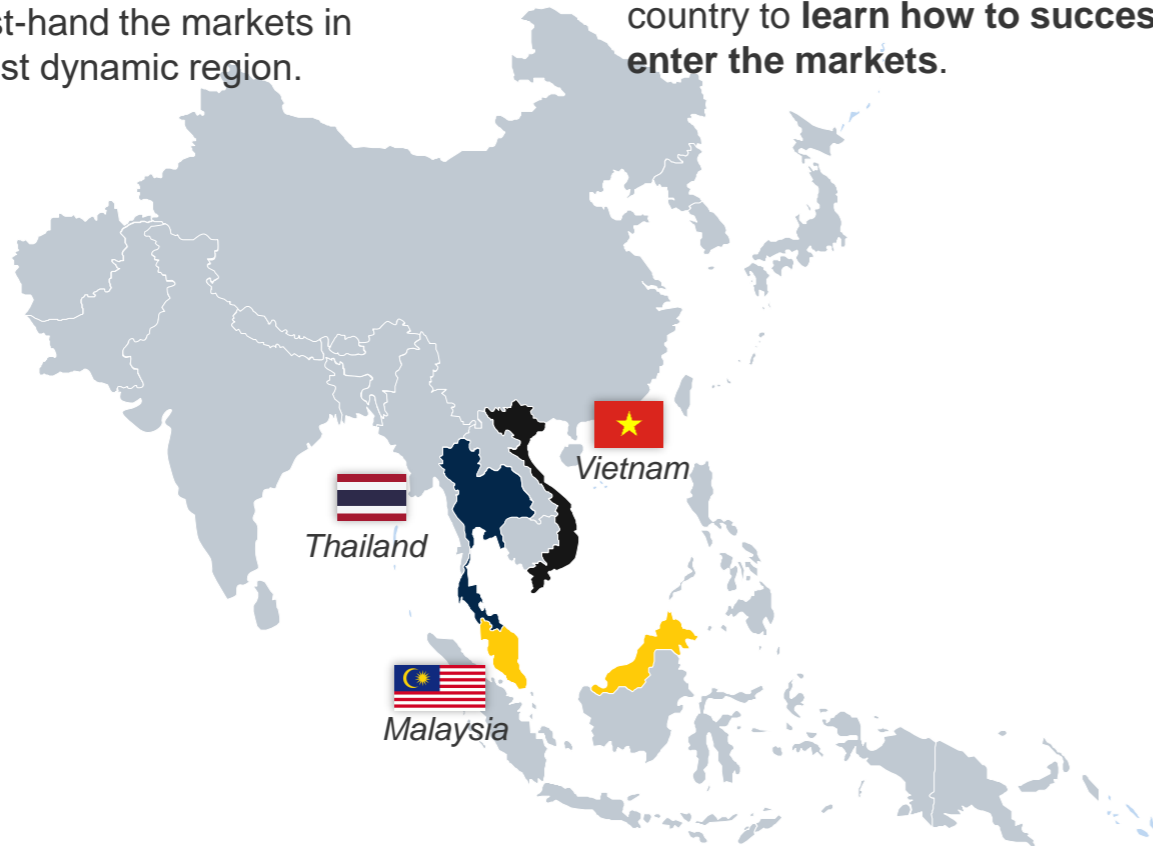 st-hand the markets in
st dynamic region.
country to learn how to succes
enter the markets.
Vietnam
Thailand
Malaysia